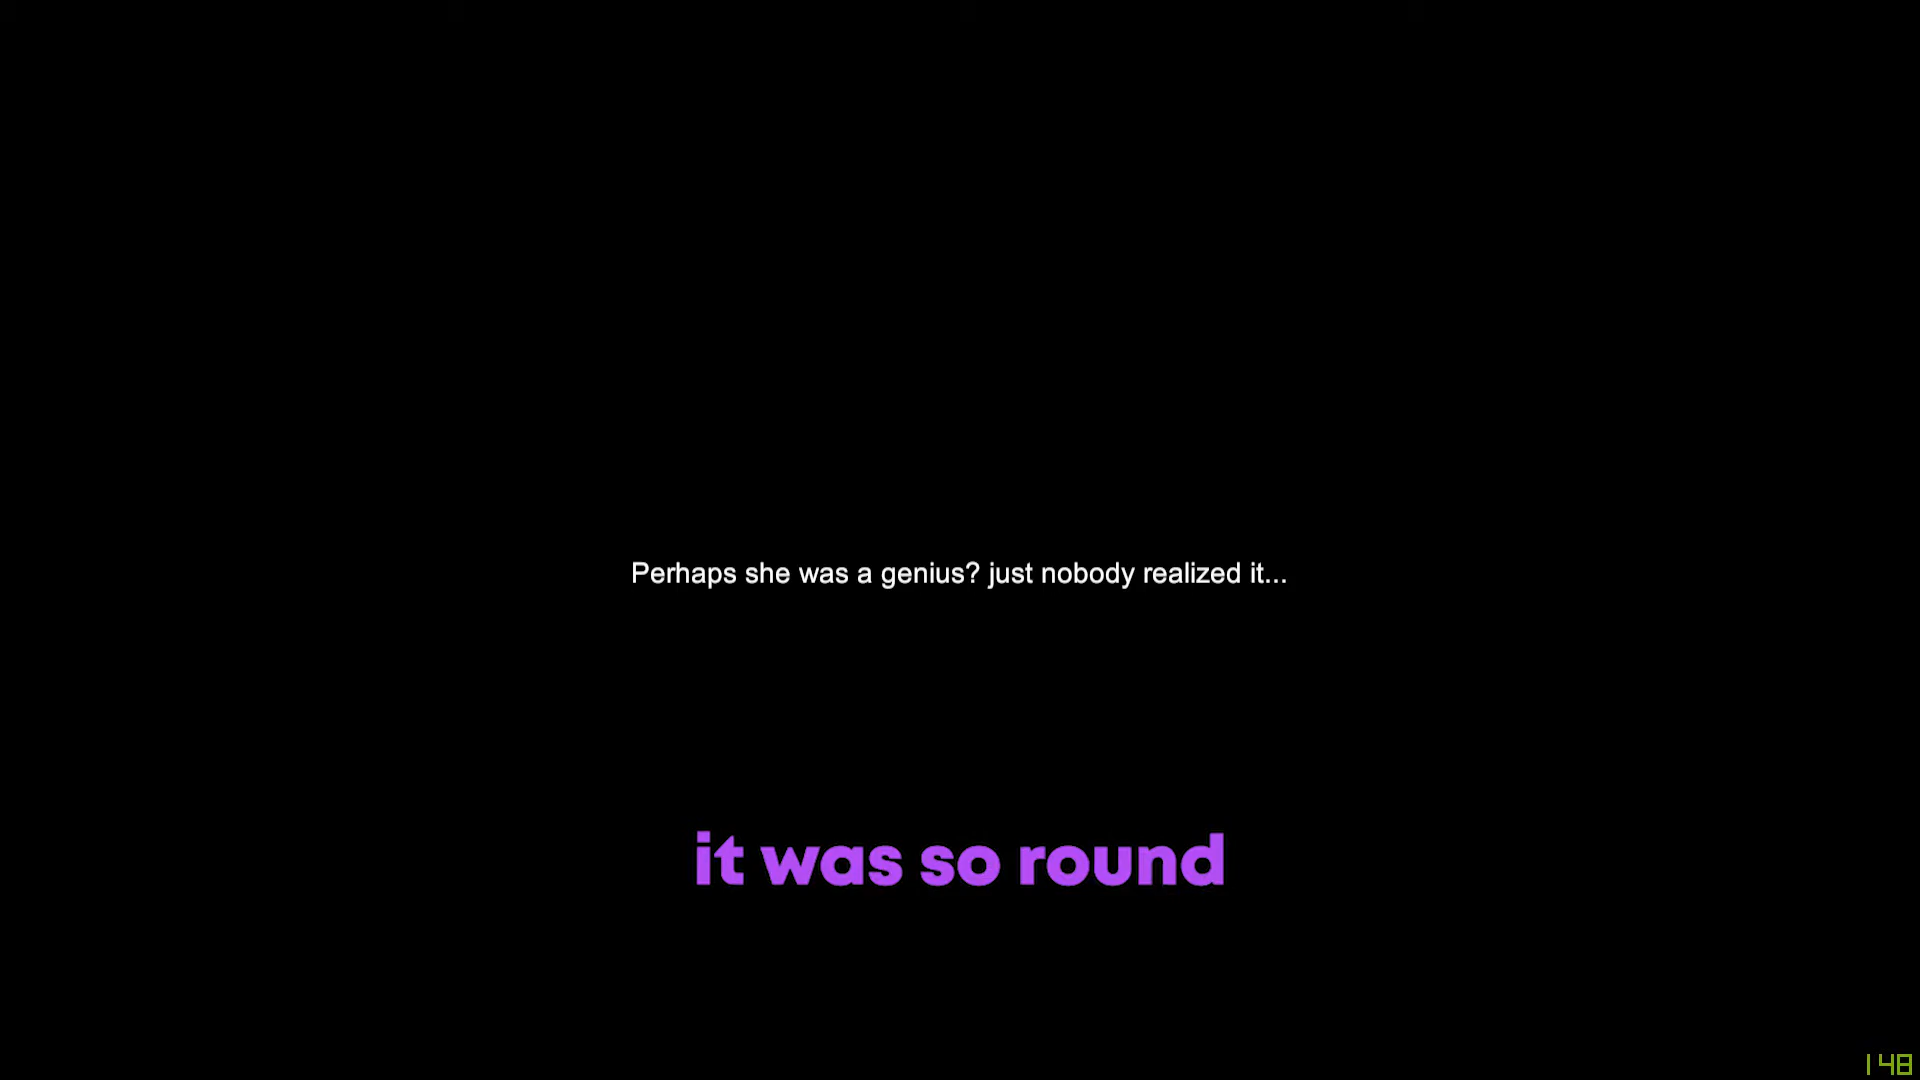 Perhaps she was a genius? just nobody realized it...
it was so round
148